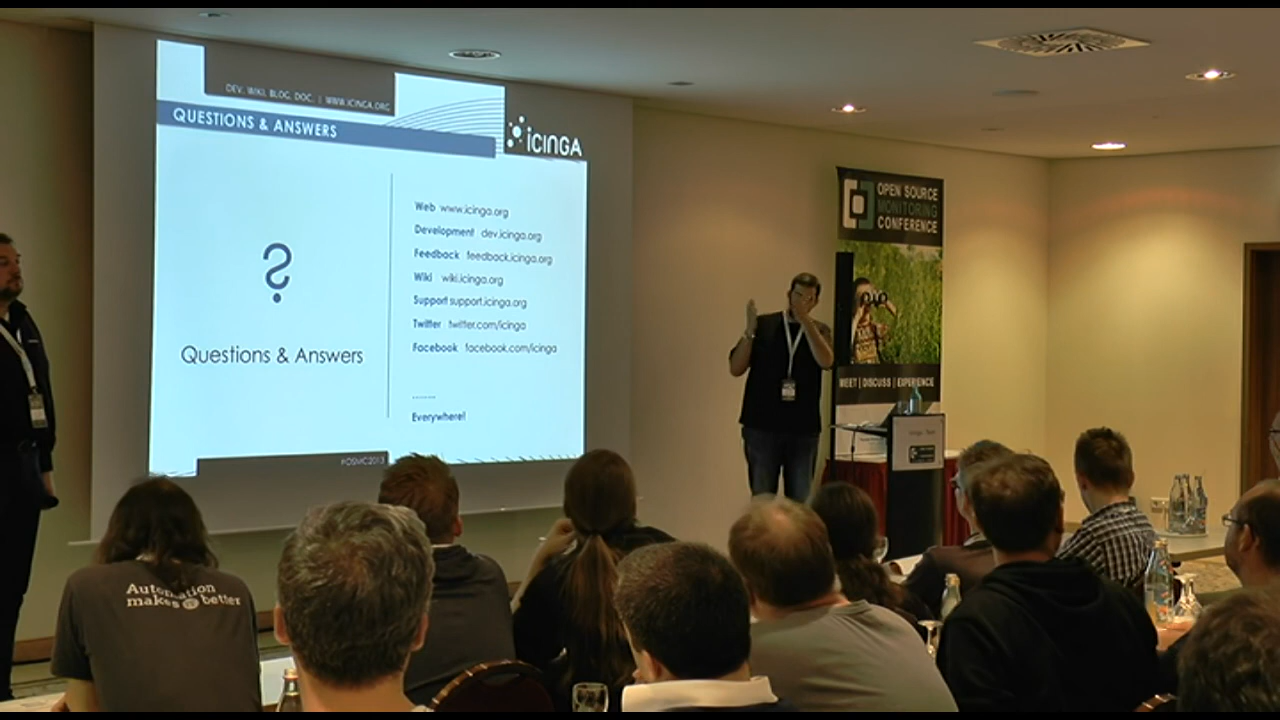 DEV. WIKI. BLOG. DOC. | WWW.ICINGA.ORG
QUESTIONS & ANSWERS
icinga
?
Questions & Answers
Web www.icinga.org
Development dev.icinga.org
Feedback feedback.icinga.org
Wiki wiki.icinga.org
Support support.icinga.org
Twitter twitter.com/icinga
Facebook facebook.com/icinga
......
Everywhere!
#OSMC2013
OPEN SOURCE
MONITORING
CONFERENCE
MEET | DISCUSS | EXPERIENCE
Automation
makes it better